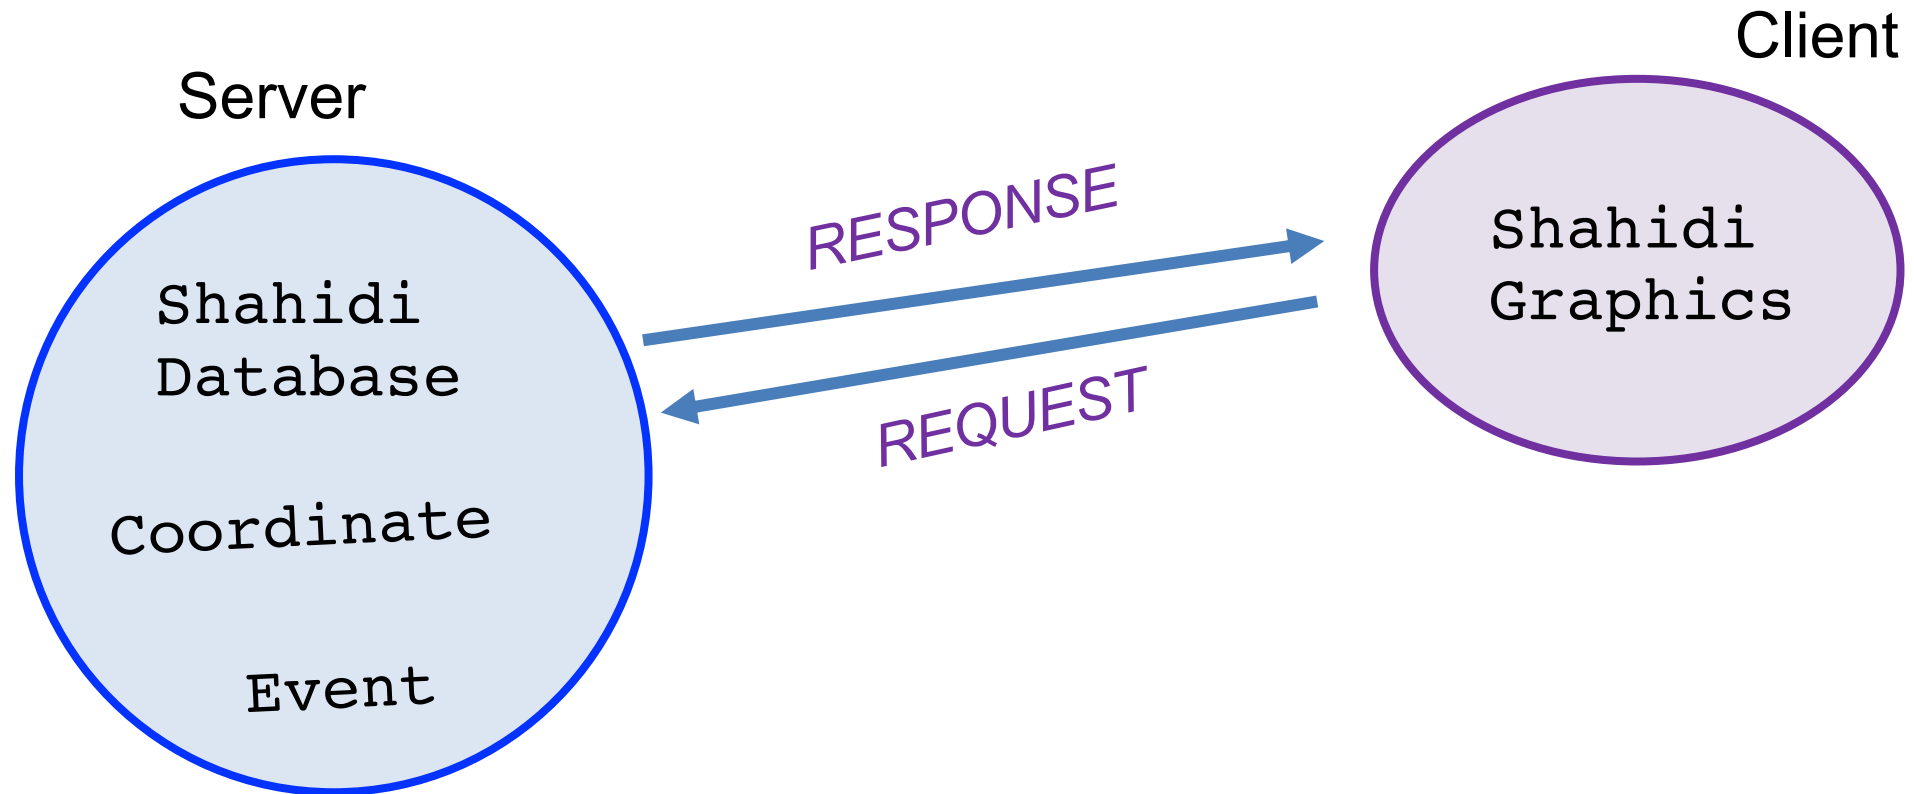 Client
Server
RESPONSE
Shahidi
Graphics
Shahidi
Database
REQUEST
Coordinate
Event